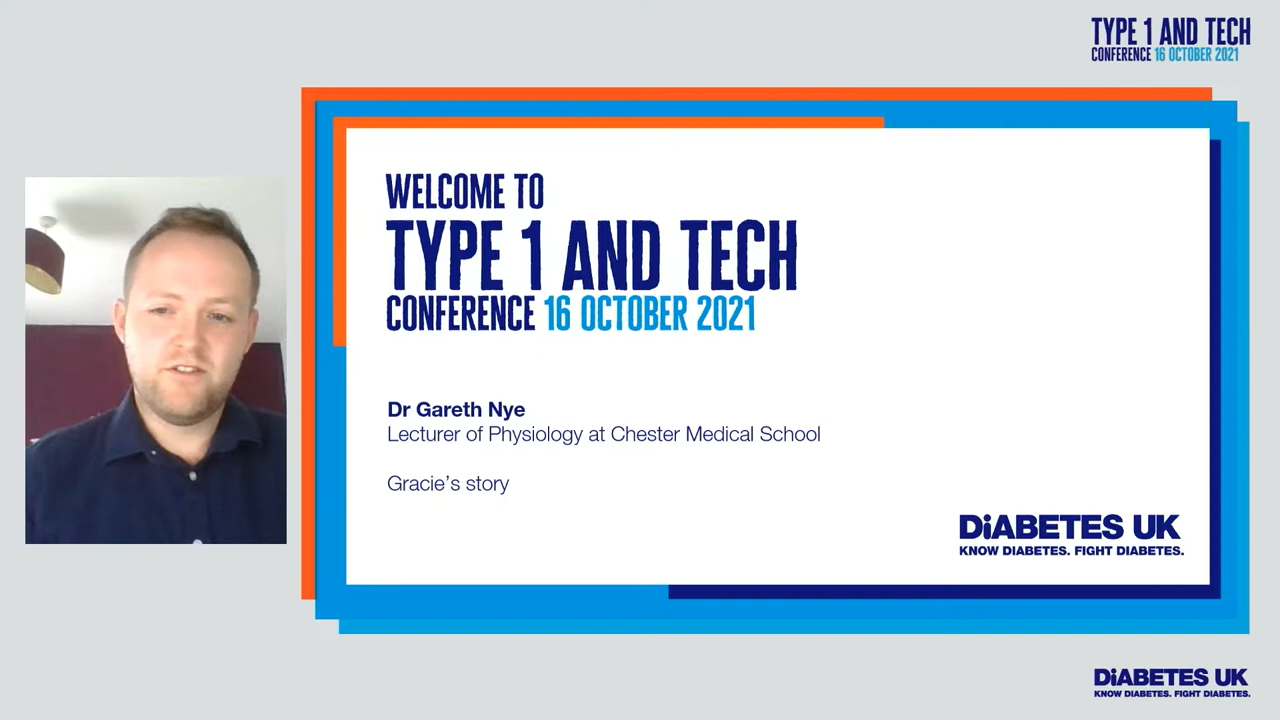 TYPE 1 AND TECH
CONFERENCE 16 OCTOBER 2021
WELCOME TO
TYPE 1 AND TECH
CONFERENCE 16 OCTOBER 2021
Dr Gareth Nye
Lecturer of Physiology at Chester Medical School
Gracie's story
DiABETES UK
KNOW DIABETES. FIGHT DIABETES.
DiABETES UK
KNOW DIABETES. FIGHT DIABETES.